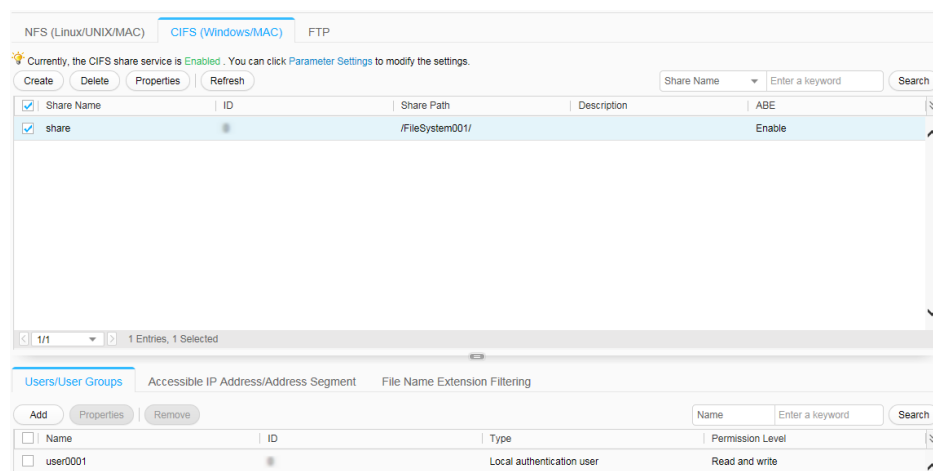 NFS (Linux/UNIX/MAC) CIFS (Windows/MAC) FTP
Currently, the CIFS share service is Enabled . You can click Parameter Settings to modify the settings.
Create Delete Properties Refresh Share Name Enter a keyword Search
Share Name ID Share Path Description ABE
share /FileSystem001/ Enable
1/1 1 Entries, 1 Selected
Users/User Groups Accessible IP Address/Address Segment File Name Extension Filtering
Add Properties Remove Name Enter a keyword Search
Name ID Type Permission Level
user0001 Local authentication user Read and write